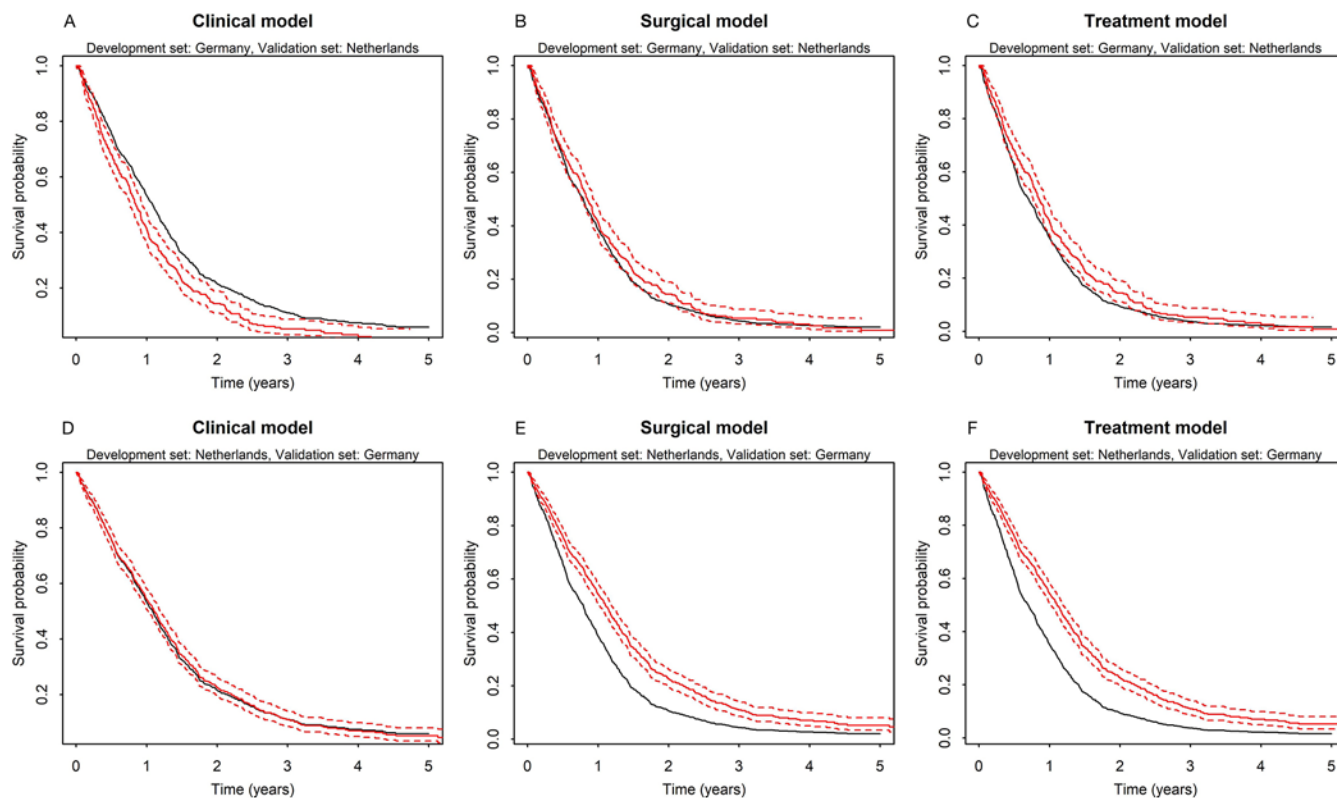 A Clinical model
Development set: Germany, Validation set: Netherlands
Survival probability
1.0
0.8
0.6
0.4
0.2
0 1 2 3 4 5
Time (years)
B Surgical model
Development set: Germany, Validation set: Netherlands
Survival probability
1.0
0.8
0.6
0.4
0.2
0.0
0 1 2 3 4 5
Time (years)
C Treatment model
Development set: Germany, Validation set: Netherlands
Survival probability
1.0
0.8
0.6
0.4
0.2
0.0
0 1 2 3 4 5
Time (years)
D Clinical model
Development set: Netherlands, Validation set: Germany
Survival probability
1.0
0.8
0.6
0.4
0.2
0 1 2 3 4 5
Time (years)
E Surgical model
Development set: Netherlands, Validation set: Germany
Survival probability
1.0
0.8
0.6
0.4
0.2
0.0
0 1 2 3 4 5
Time (years)
F Treatment model
Development set: Netherlands, Validation set: Germany
Survival probability
1.0
0.8
0.6
0.4
0.2
0.0
0 1 2 3 4 5
Time (years)